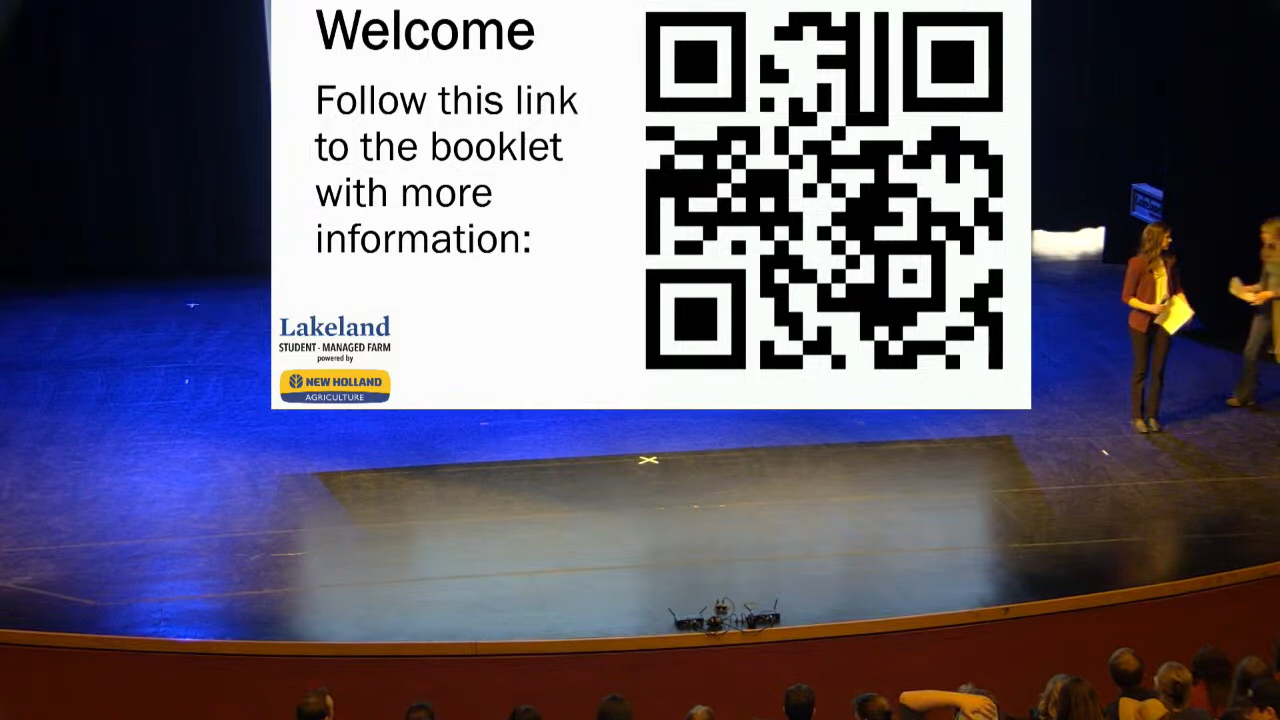 Welcome
Follow this link
to the booklet
with more
information:
Lakeland
STUDENT - MANAGED FARM
powered by
NEW HOLLAND
AGRICULTURE